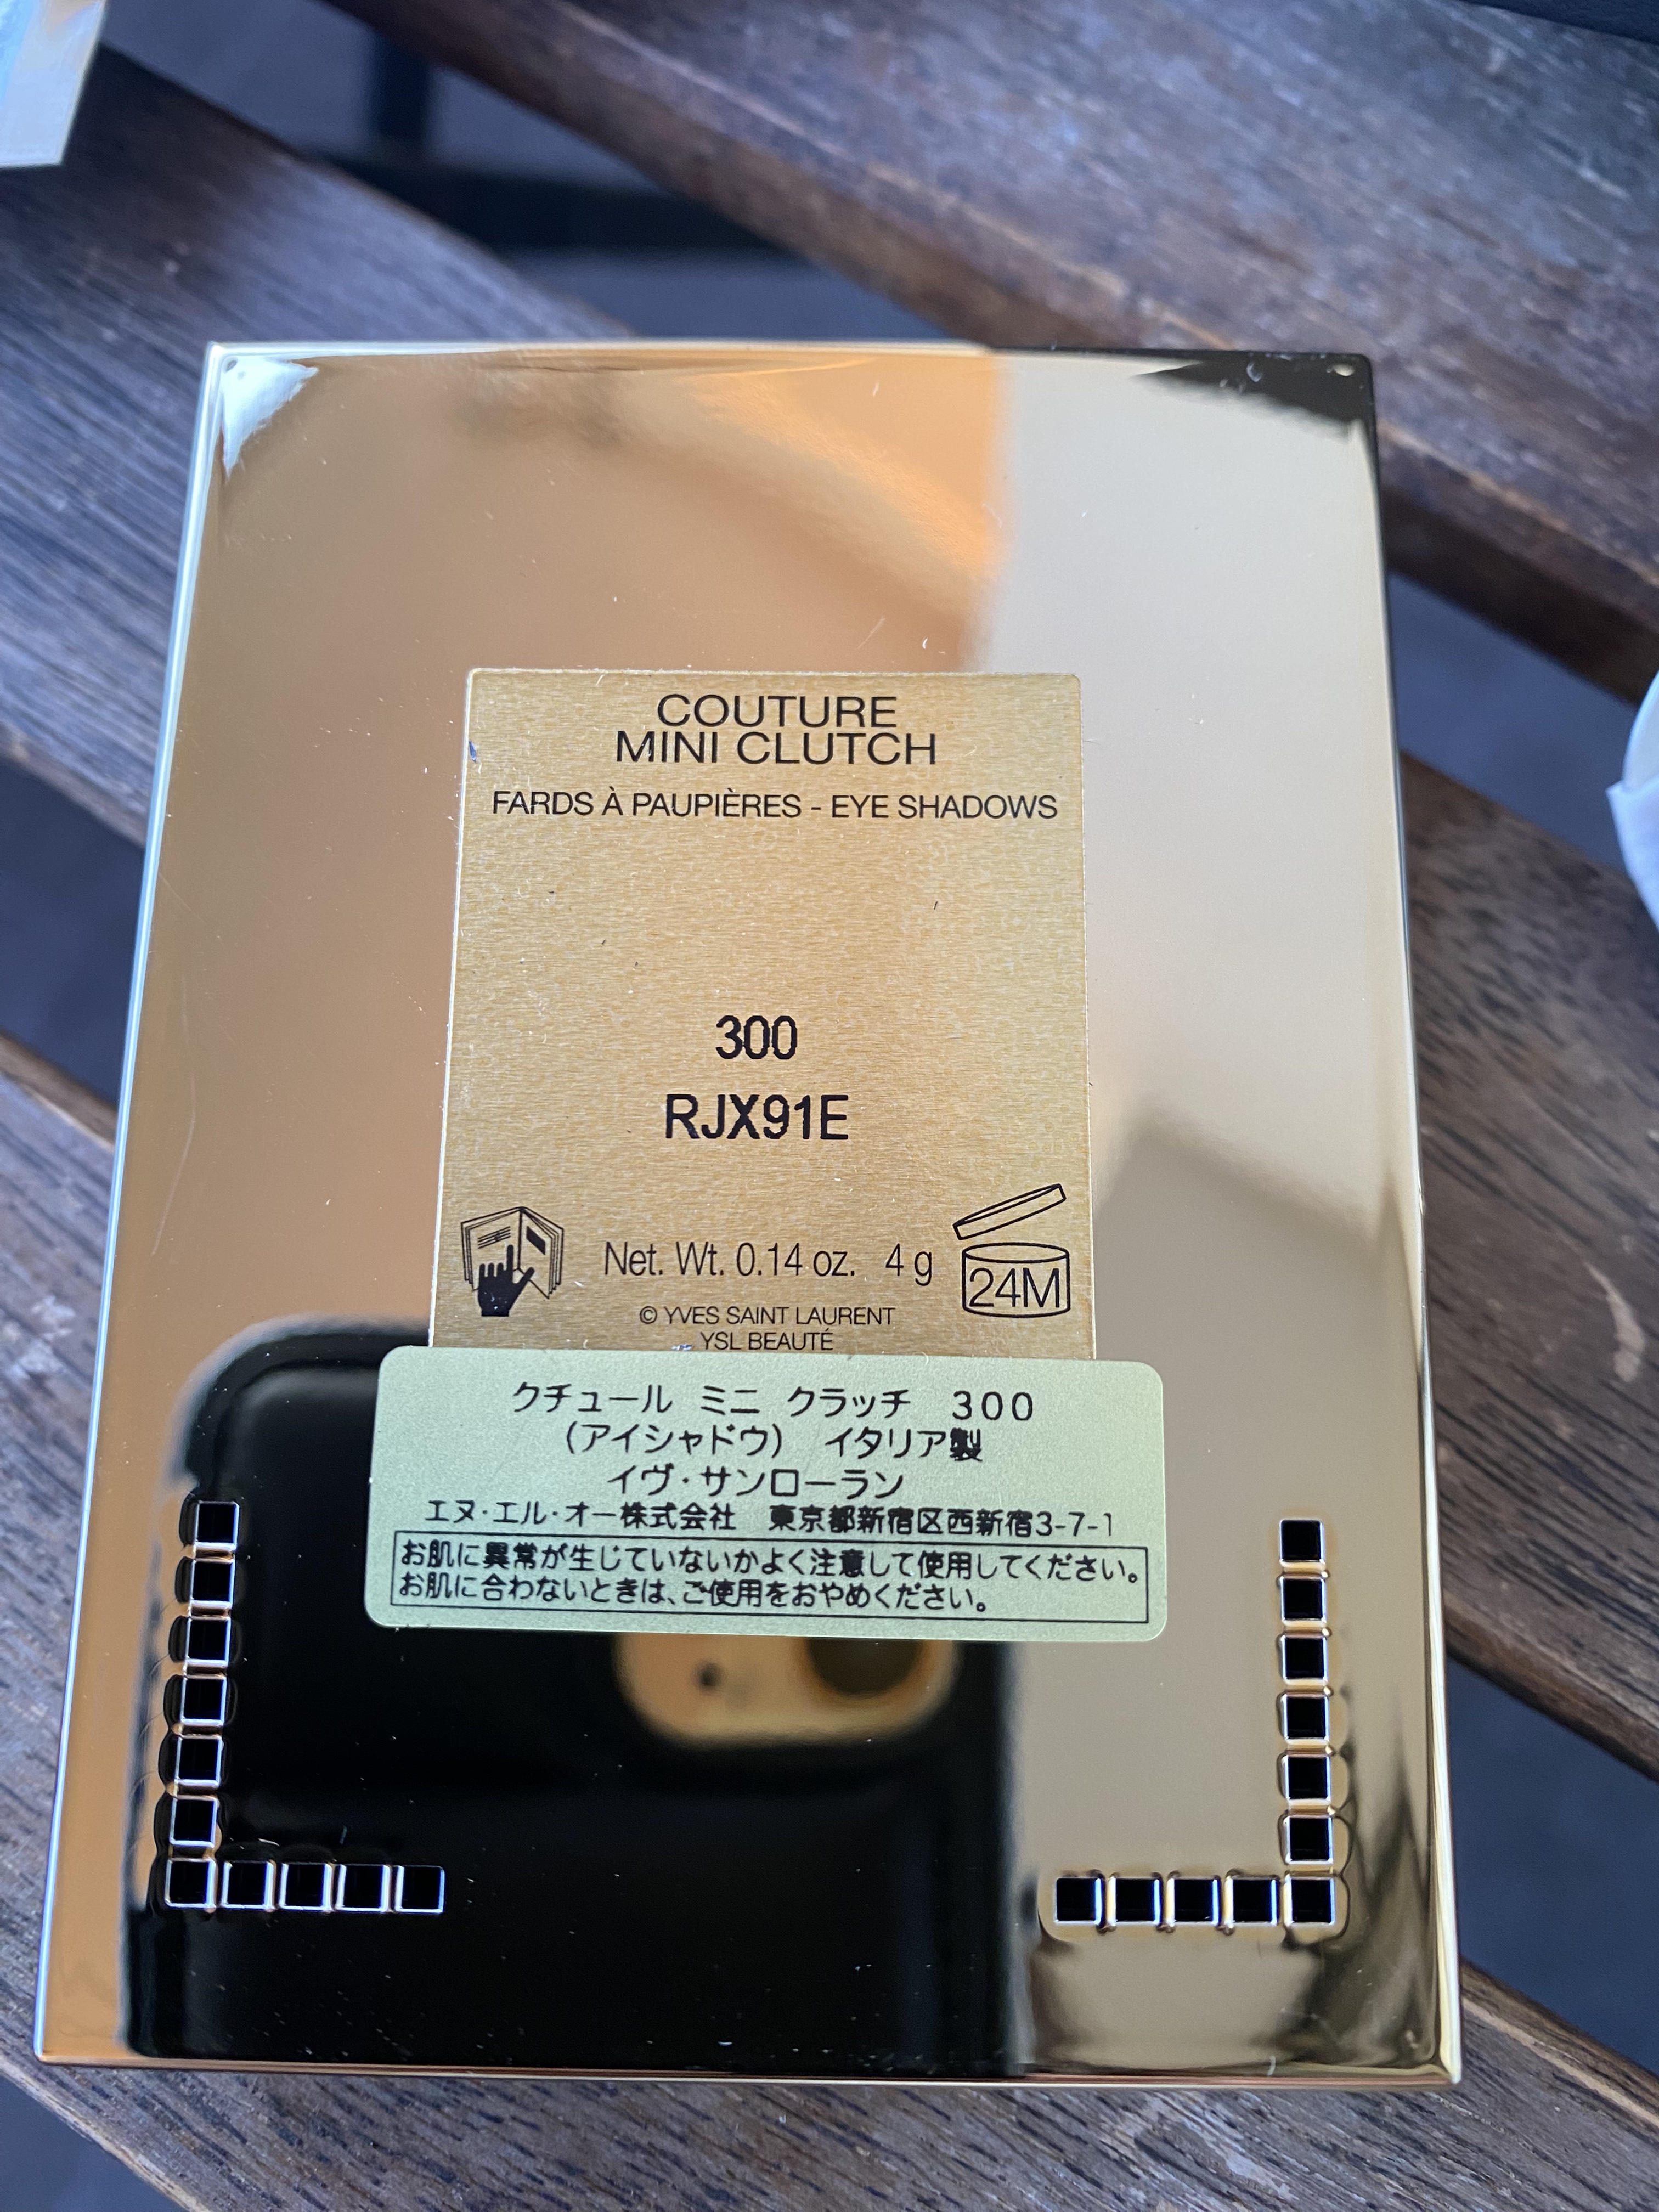 COUTURE
MINI CLUTCH
FARDS À PAUPIÈRES - EYE SHADOWS
300
RJX91E
Net. Wt. 0.14 oz. 4 g
24M
© YVES SAINT LAURENT
YSL BEAUTÉ
クチュール ミニ クラッチ 300
(アイシャドウ) イタリア製
イヴ・サンローラン
エヌ・エル・オー株式会社 東京都新宿区西新宿3-7-1
お肌に異常が生じていないかよく注意して使用してください。
お肌に合わないときは、ご使用をおやめください。